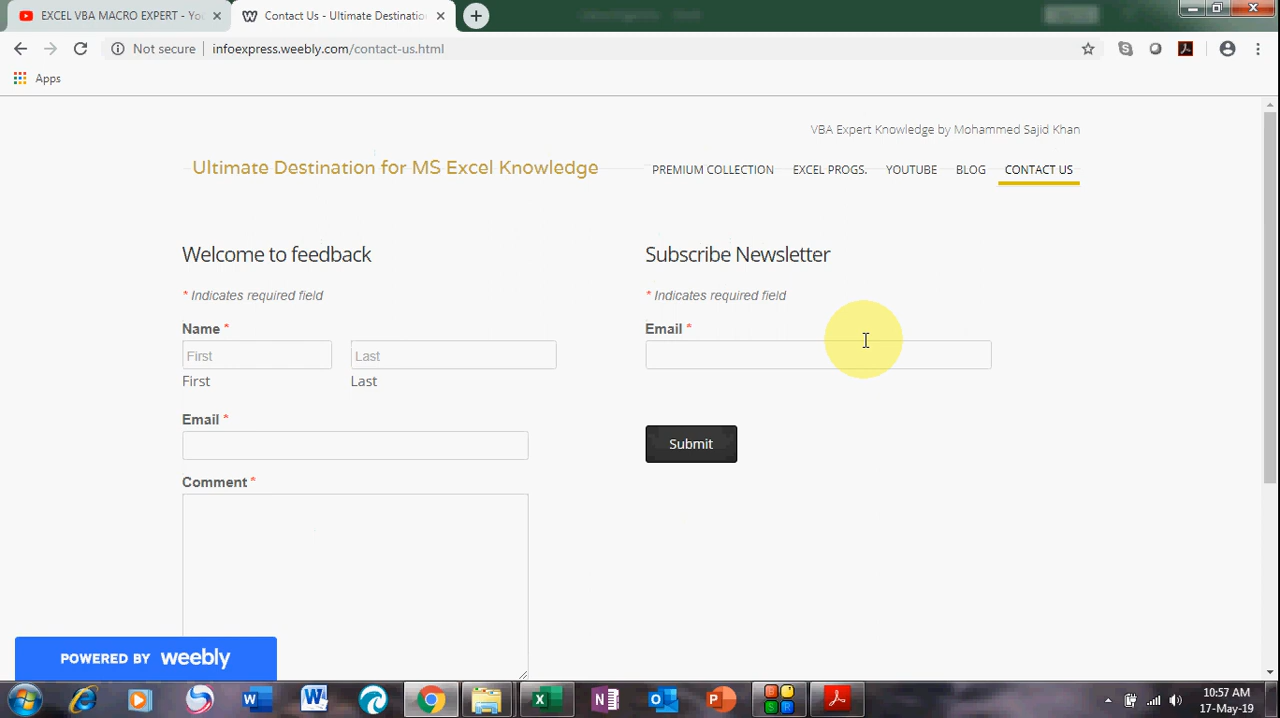 EXCEL VBA MACRO EXPERT - Yo
Contact Us - Ultimate Destinatio
Not secure
infoexpress.weebly.com/contact-us.html
Apps
VBA Expert Knowledge by Mohammed Sajid Khan
Ultimate Destination for MS Excel Knowledge
PREMIUM COLLECTION EXCEL PROGS. YOUTUBE BLOG CONTACT US
Welcome to feedback
* Indicates required field
Name *
First
Last
First
Last
Email *
Comment *
Subscribe Newsletter
* Indicates required field
Email *
Submit
POWERED BY weebly
10:57 AM
17-May-19